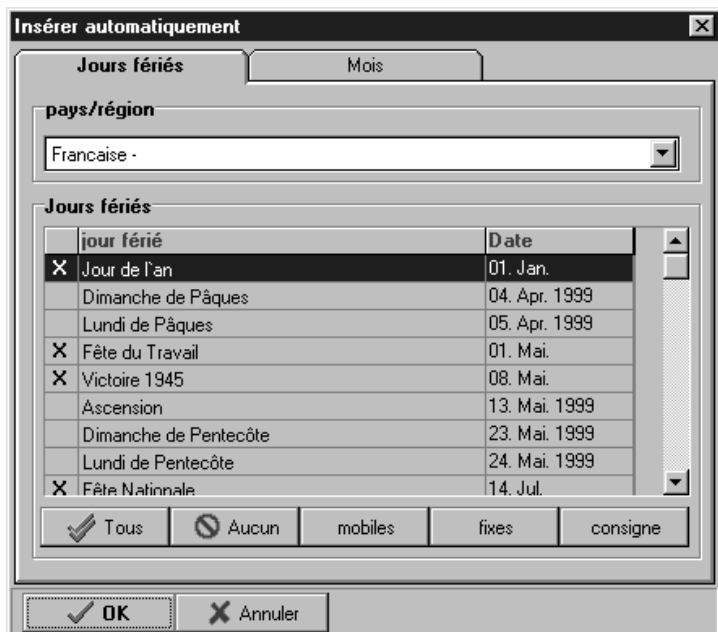 Insérer automatiquement
Jours fériés Mois
pays/région
Francaise -
Jours fériés
jour férié Date
X Jour de l`an 01. Jan.
Dimanche de Pâques 04. Apr. 1999
Lundi de Pâques 05. Apr. 1999
X Fête du Travail 01. Mai.
X Victoire 1945 08. Mai.
Ascension 13. Mai. 1999
Dimanche de Pentecôte 23. Mai. 1999
Lundi de Pentecôte 24. Mai. 1999
X Fête Nationale 14. Jul.
Tous Aucun mobiles fixes consigne
OK Annuler